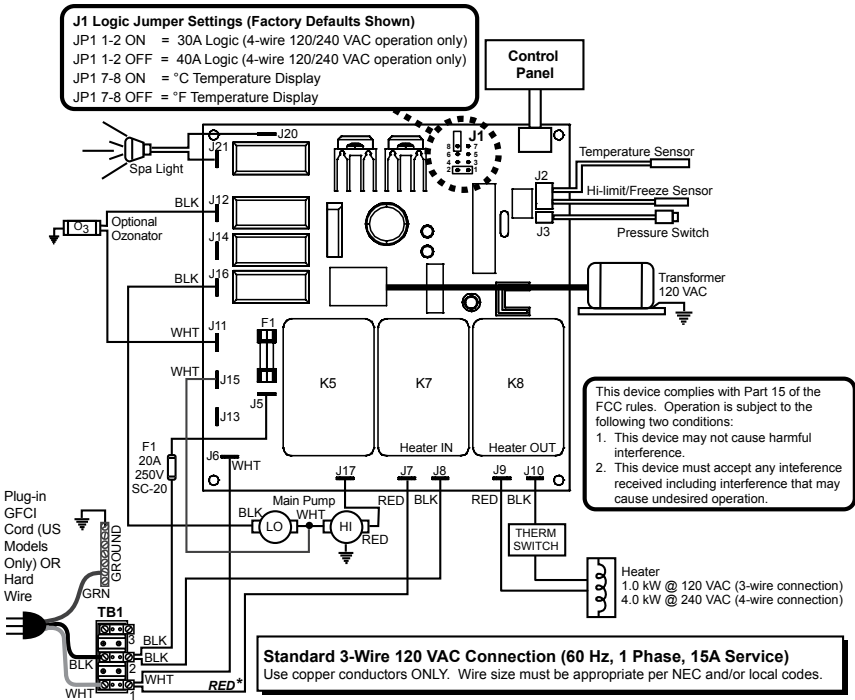 J1 Logic Jumper Settings (Factory Defaults Shown)
JP1 1-2 ON = 30A Logic (4-wire 120/240 VAC operation only)
JP1 1-2 OFF = 40A Logic (4-wire 120/240 VAC operation only)
JP1 7-8 ON = °C Temperature Display
JP1 7-8 OFF = °F Temperature Display
Control
Panel
J1
8 7
6 5
4 3
2 1
J20
J21
Spa Light
Temperature Sensor
J2
Hi-limit/Freeze Sensor
J3
Pressure Switch
BLK
J12
O3
Optional
Ozonator
J14
BLK
J16
Transformer
120 VAC
WHT
J11
F1
WHT
J15
K5
K7
K8
J5
J13
Heater IN
Heater OUT
This device complies with Part 15 of the
FCC rules. Operation is subject to the
following two conditions:
1. This device may not cause harmful
interference.
2. This device must accept any inteference
received including interference that may
cause undesired operation.
F1
20A
250V
SC-20
J6
WHT
J17
J7
J8
J9
J10
RED
BLK
RED
BLK
Main Pump
BLK
LO
WHT
HI
RED
THERM
SWITCH
Heater
1.0 kW @ 120 VAC (3-wire connection)
4.0 kW @ 240 VAC (4-wire connection)
Plug-in
GFCI
Cord (US
Models
Only) OR
Hard
Wire
GROUND
GRN
TB1
3
BLK
BLK
BLK
2
WHT
WHT
1
RED*
Standard 3-Wire 120 VAC Connection (60 Hz, 1 Phase, 15A Service)
Use copper conductors ONLY. Wire size must be appropriate per NEC and/or local codes.